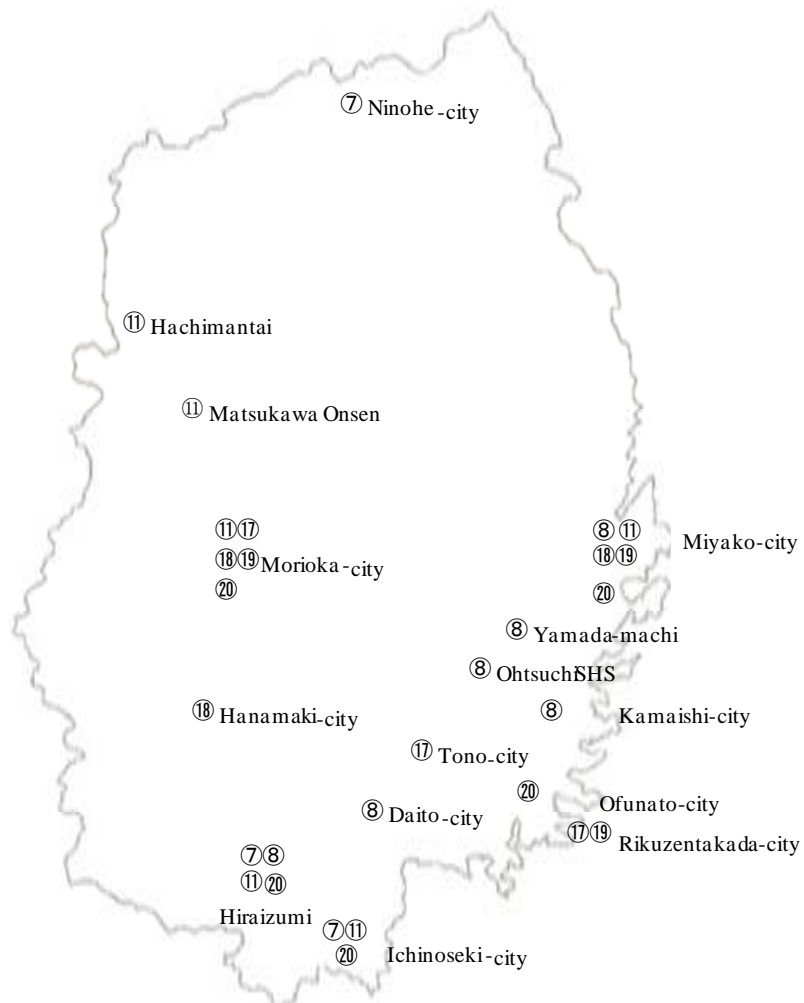 ⑦ Ninohe-city
⑪ Hachimantai
⑪ Matsukawa Onsen
⑪⑰
⑱⑲ Morioka-city
⑳
⑧ ⑪
Miyako-city
⑱⑲
⑳
⑧ Yamada-machi
⑧ OhtsuchiSHS
⑱ Hanamaki-city
⑧ Kamaishi-city
⑰ Tono-city
⑳ Ofunato-city
⑧ Daito-city
⑰⑲ Rikuzentakada-city
⑦⑧
⑪⑳
Hiraizumi
⑦⑪
⑳ Ichinoseki-city